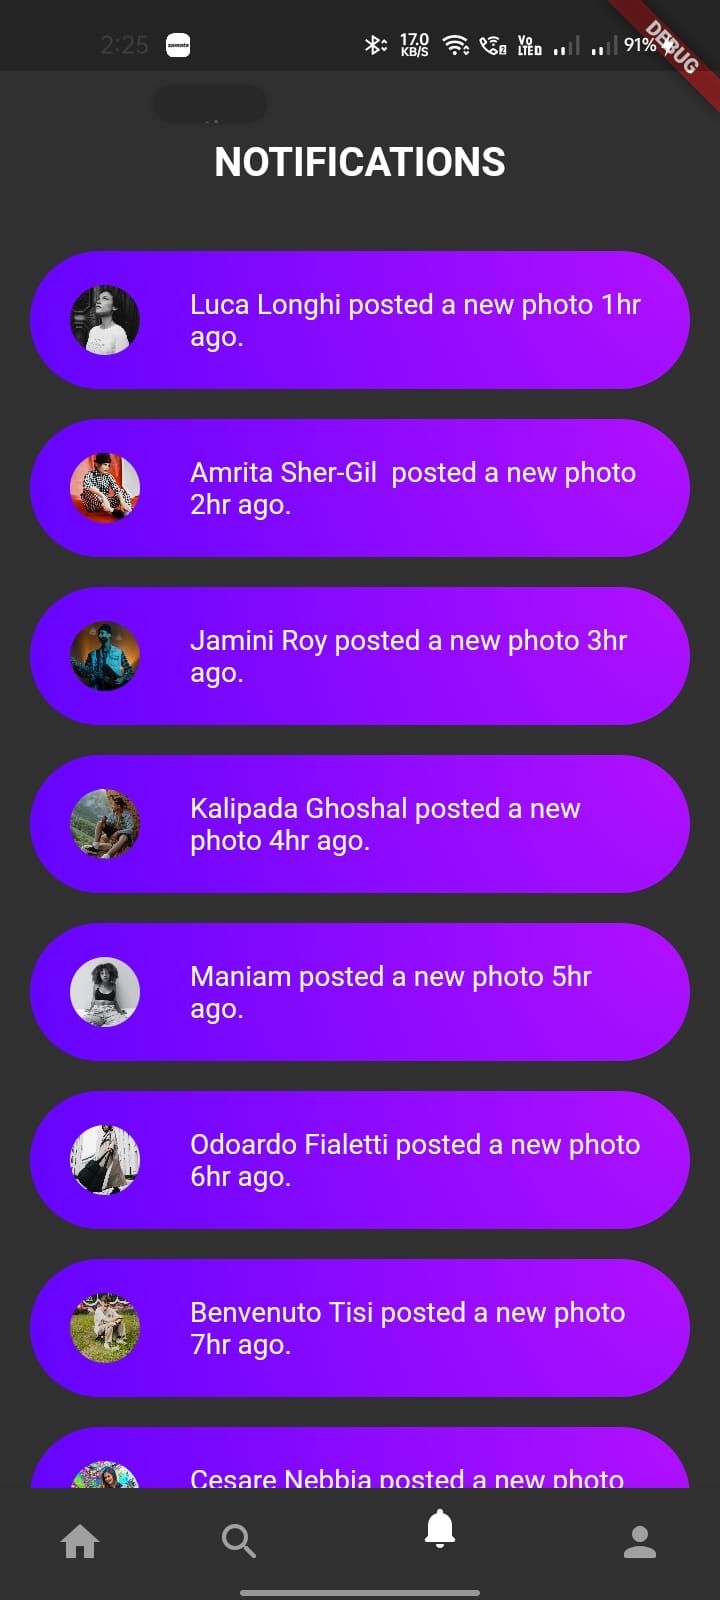 2:25 zomato 17.0 KB/S Vo LTE 91%
DEBUG
NOTIFICATIONS
Luca Longhi posted a new photo 1hr
ago.
Amrita Sher-Gil  posted a new photo
2hr ago.
Jamini Roy posted a new photo 3hr
ago.
Kalipada Ghoshal posted a new
photo 4hr ago.
Maniam posted a new photo 5hr
ago.
Odoardo Fialetti posted a new photo
6hr ago.
Benvenuto Tisi posted a new photo
7hr ago.
Cesare Nebbia posted a new photo